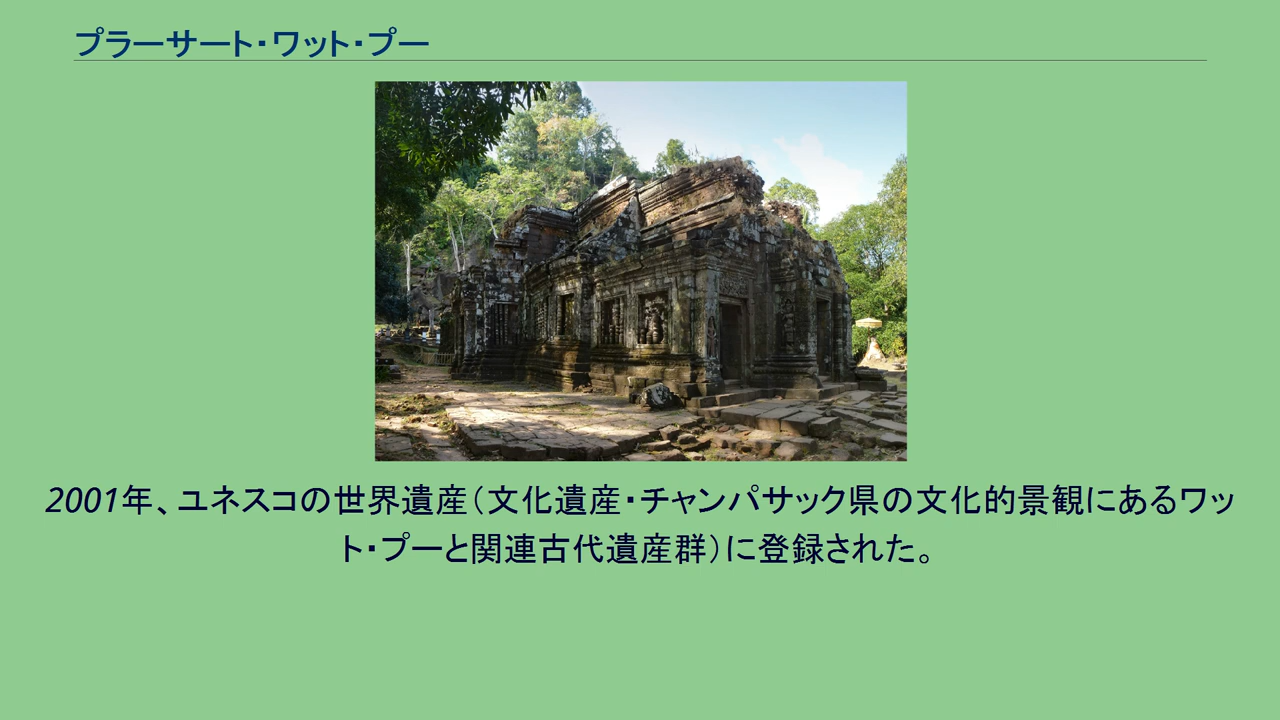 プラーサート・ワット・プー
2001年、ユネスコの世界遺産（文化遺産・チャンパサック県の文化的景観にあるワッ
ト・プーと関連古代遺産群）に登録された。